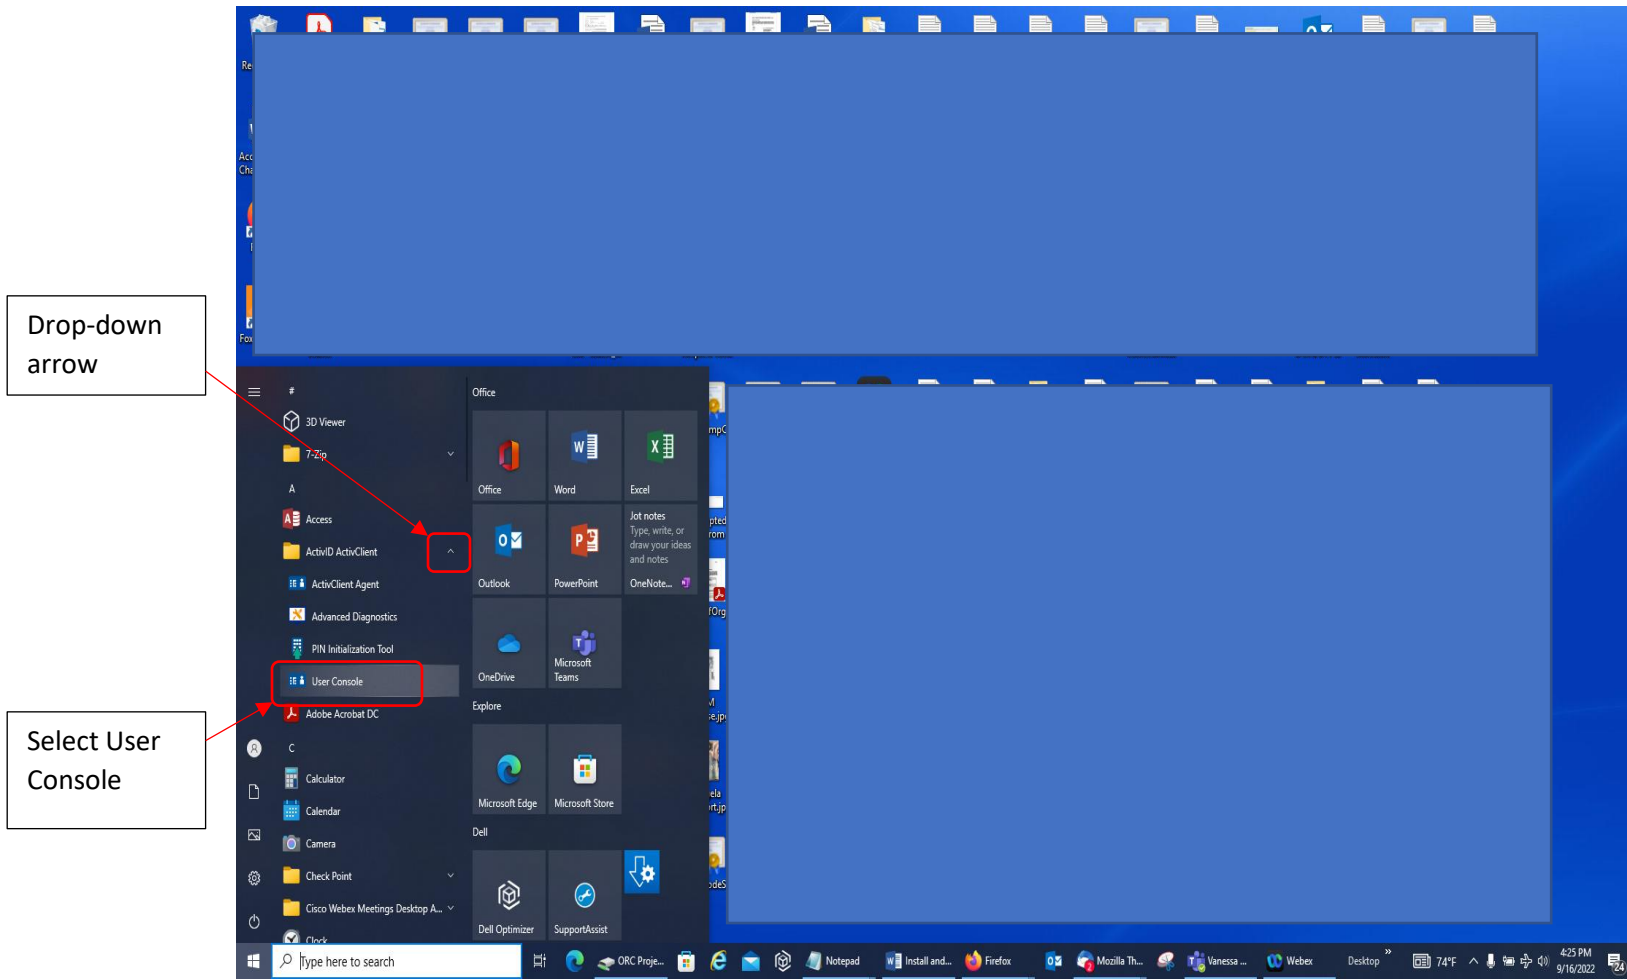 Drop-down
arrow
Select User
Console
#
3D Viewer
7-Zip
A
Access
ActivID ActivClient
ActivClient Agent
Advanced Diagnostics
PIN Initialization Tool
User Console
Adobe Acrobat DC
C
Calculator
Calendar
Camera
Check Point
Cisco Webex Meetings Desktop A...
Clock
Office
Office
Word
Excel
Outlook
PowerPoint
Jot notes
Type, write, or
draw your ideas
and notes
OneNote...
OneDrive
Microsoft
Teams
Explore
Microsoft Edge
Microsoft Store
Dell
Dell Optimizer
SupportAssist
Type here to search
ORC Proje...
Notepad
Install and...
Firefox
Mozilla Th...
Vanessa ...
Webex
Desktop
74°F
4:25 PM
9/16/2022
24